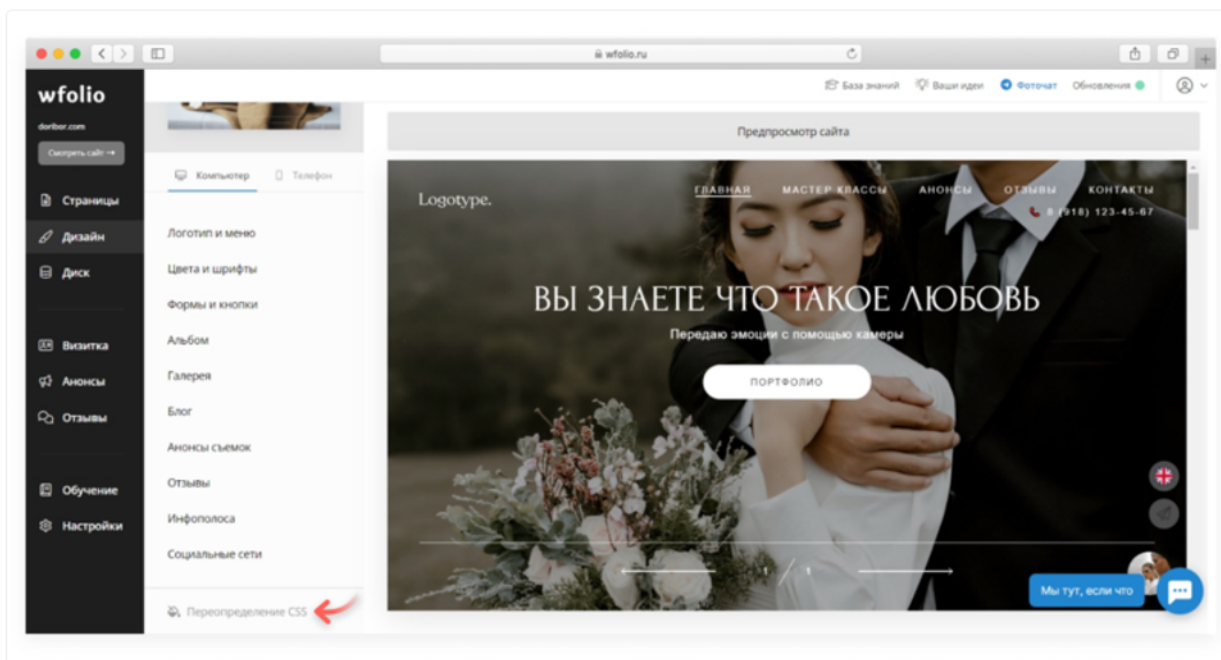 wfolio.ru
wfolio
doribor.com
Смотреть сайт →
Страницы
Дизайн
Диск
Визитка
Анонсы
Отзывы
Обучение
Настройки
Компьютер
Телефон
Логотип и меню
Цвета и шрифты
Формы и кнопки
Альбом
Галерея
Блог
Анонсы съемок
Отзывы
Инфополоса
Социальные сети
Переопределение CSS
База знаний
Ваши идеи
Фоточат
Обновления
Предпросмотр сайта
Logotype.
ГЛАВНАЯ МАСТЕР КЛАССЫ АНОНСЫ ОТЗЫВЫ КОНТАКТЫ
8 (918) 123-45-67
ВЫ ЗНАЕТЕ ЧТО ТАКОЕ ЛЮБОВЬ
Передаю эмоции с помощью камеры
ПОРТФОЛИО
1 / 1
Мы тут, если что